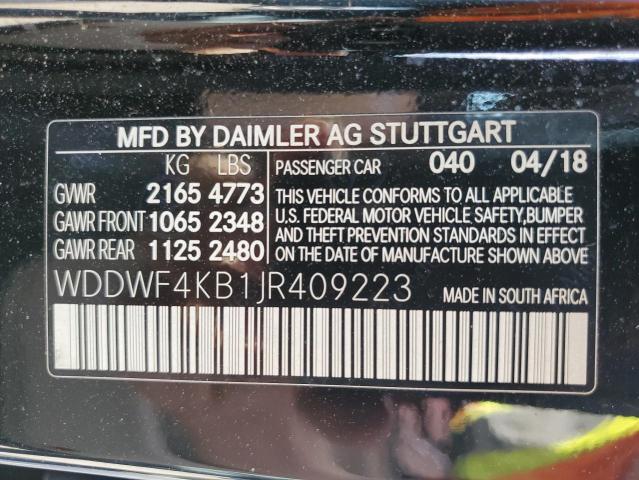 MFD BY DAIMLER AG STUTTGART
KG LBS
GVWR 2165 4773
GAWR FRONT 1065 2348
GAWR REAR 1125 2480
PASSENGER CAR 040 04/18
THIS VEHICLE CONFORMS TO ALL APPLICABLE
U.S. FEDERAL MOTOR VEHICLE SAFETY,BUMPER
AND THEFT PREVENTION STANDARDS IN EFFECT
ON THE DATE OF MANUFACTURE SHOWN ABOVE.
WDDWF4KB1JR409223 MADE IN SOUTH AFRICA